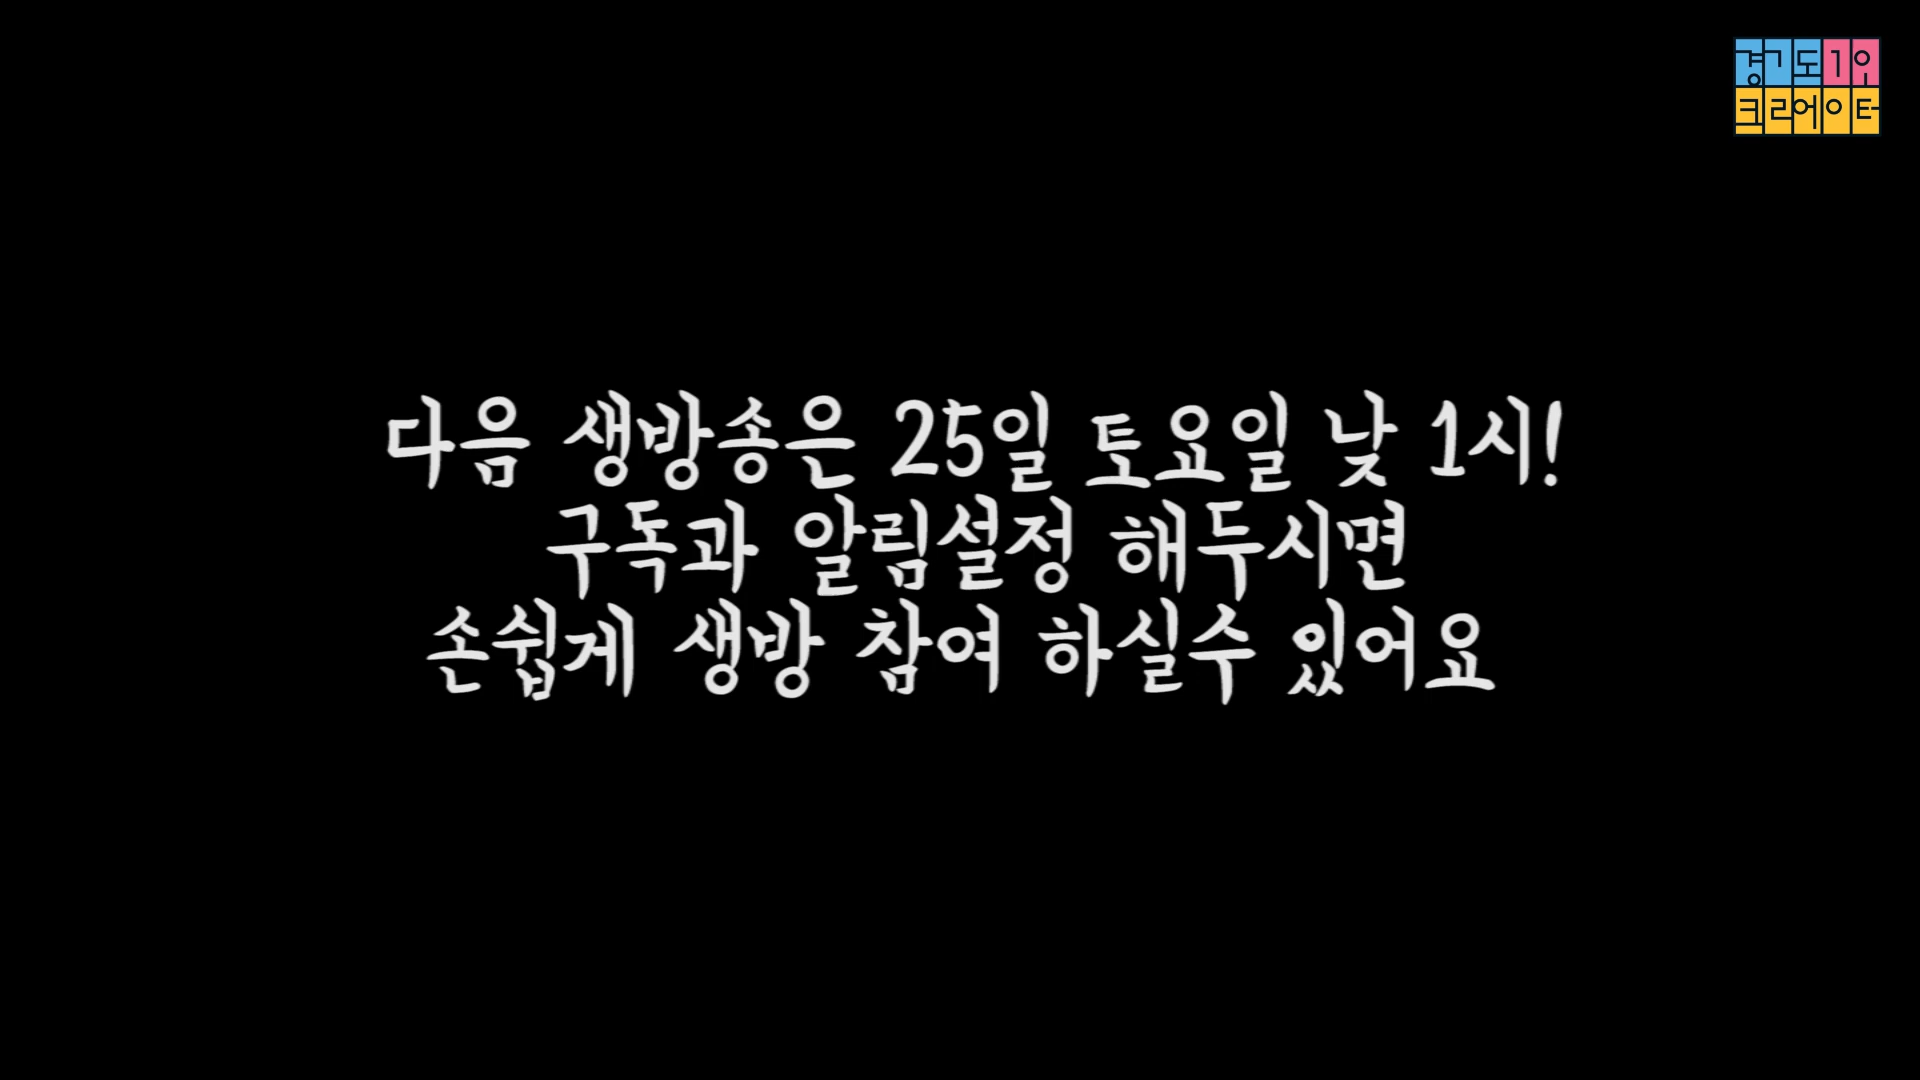 경기도1인
크리에이터
다음 생방송은 25일 토요일 낮 1시!
구독과 알림설정 해두시면
손쉽게 생방 참여 하실수 있어요